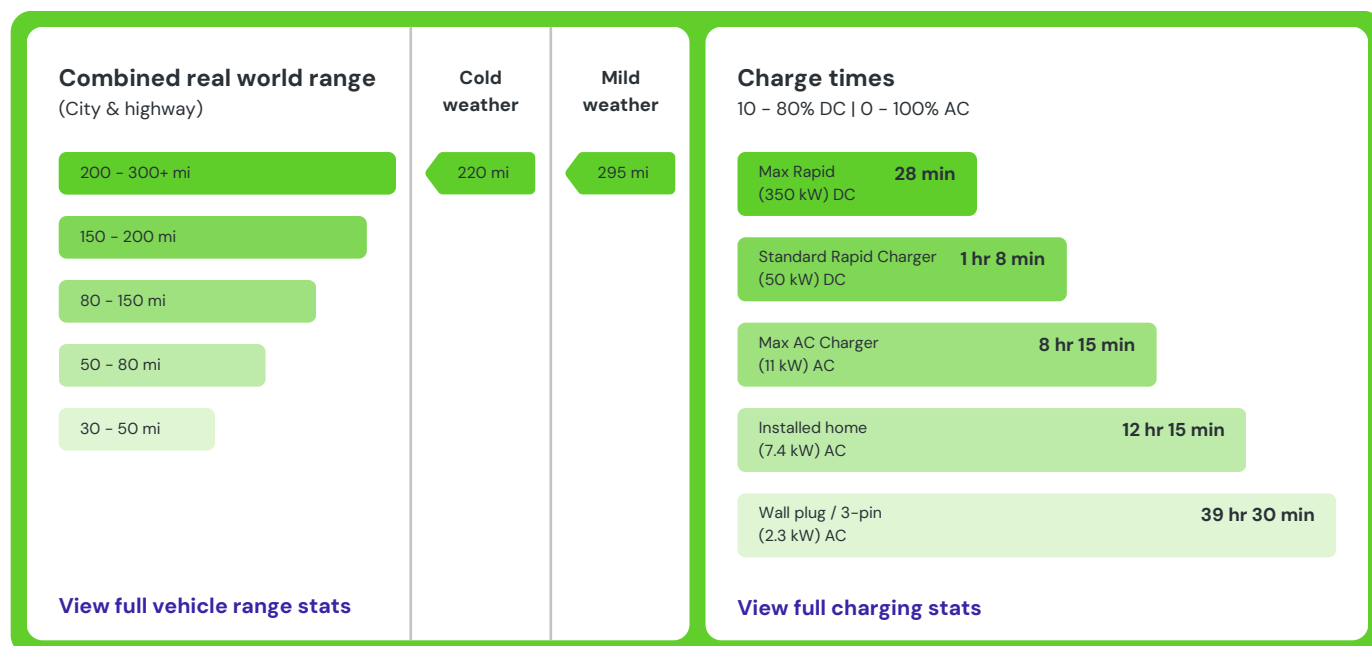 Combined real world range
(City & highway)
Cold
weather
Mild
weather
200 - 300+ mi
220 mi
295 mi
150 - 200 mi
80 - 150 mi
50 - 80 mi
30 - 50 mi
View full vehicle range stats
Charge times
10 - 80% DC | 0 - 100% AC
Max Rapid
(350 kW) DC
28 min
Standard Rapid Charger
(50 kW) DC
1 hr 8 min
Max AC Charger
(11 kW) AC
8 hr 15 min
Installed home
(7.4 kW) AC
12 hr 15 min
Wall plug / 3-pin
(2.3 kW) AC
39 hr 30 min
View full charging stats